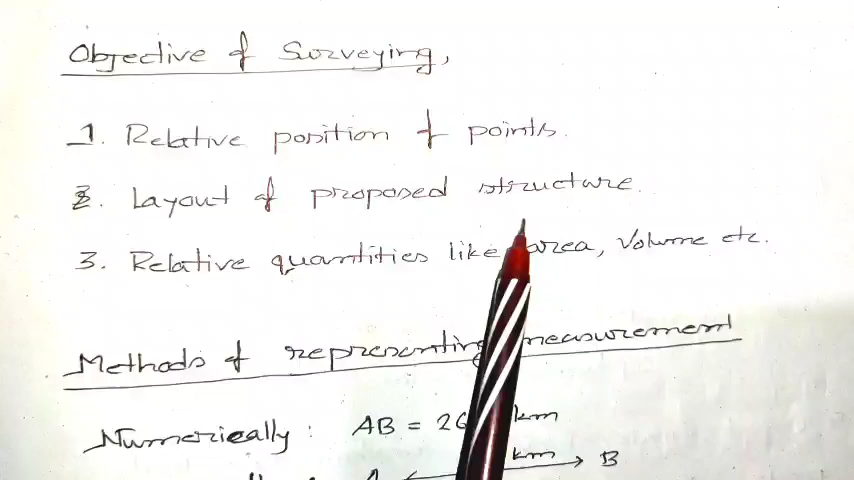 Objective of Surveying,
1. Relative position of points.
2. Layout of proposed structure.
3. Relative quantities like area, Volume etc.
Methods of representing measurement
Numerically : AB = 26 km
A km B